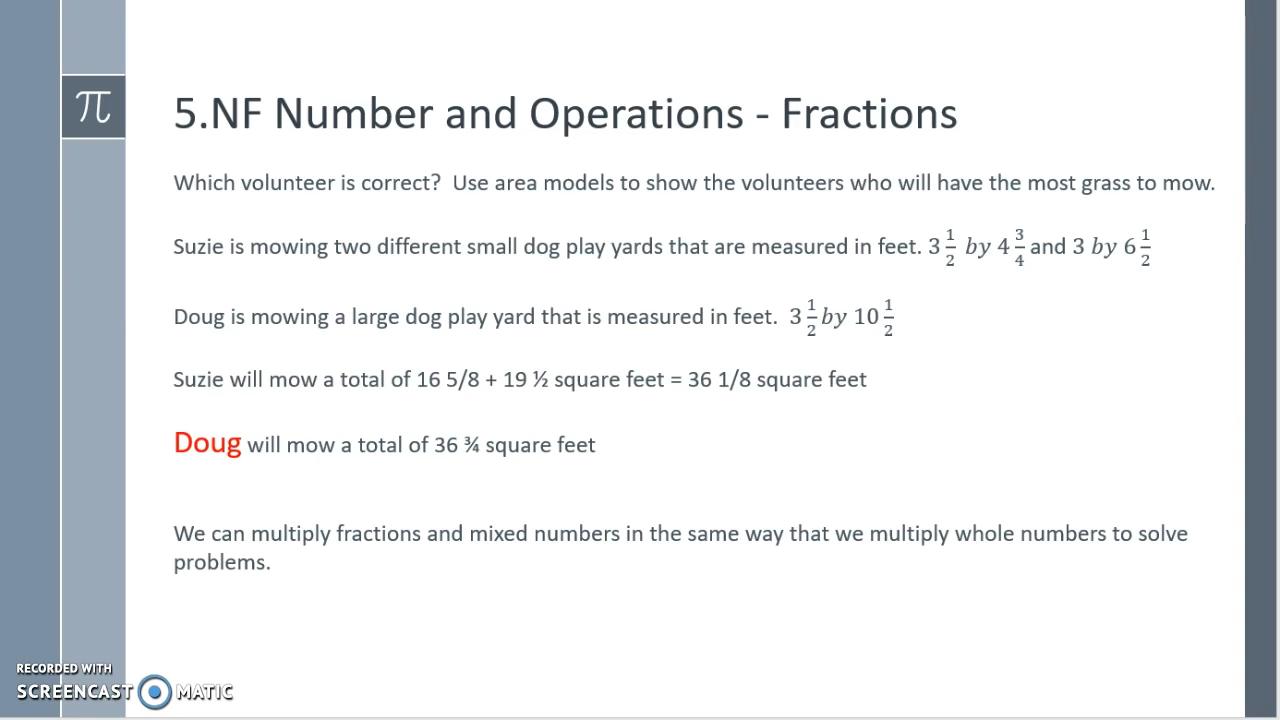 π
5.NF Number and Operations - Fractions
Which volunteer is correct?  Use area models to show the volunteers who will have the most grass to mow.
Suzie is mowing two different small dog play yards that are measured in feet. 3 1/2 by 4 3/4 and 3 by 6 1/2
Doug is mowing a large dog play yard that is measured in feet.  3 1/2 by 10 1/2
Suzie will mow a total of 16 5/8 + 19 ½ square feet = 36 1/8 square feet
Doug will mow a total of 36 ¾ square feet
We can multiply fractions and mixed numbers in the same way that we multiply whole numbers to solve
problems.
RECORDED WITH
SCREENCAST MATIC